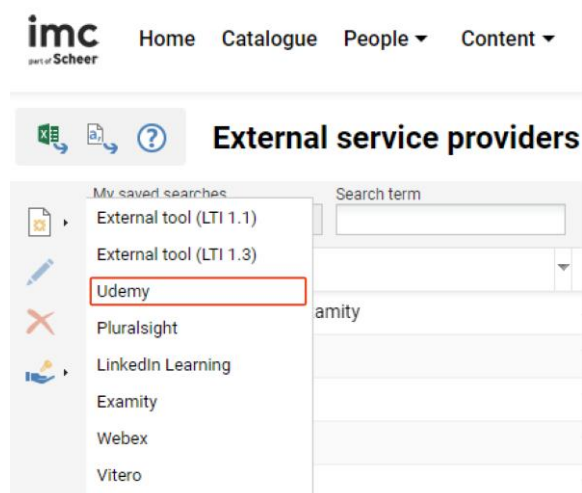 imc
part of Scheer
Home Catalogue People Content
External service providers
My saved searches Search term
External tool (LTI 1.1)
External tool (LTI 1.3)
Udemy
amity
Pluralsight
LinkedIn Learning
Examity
Webex
Vitero